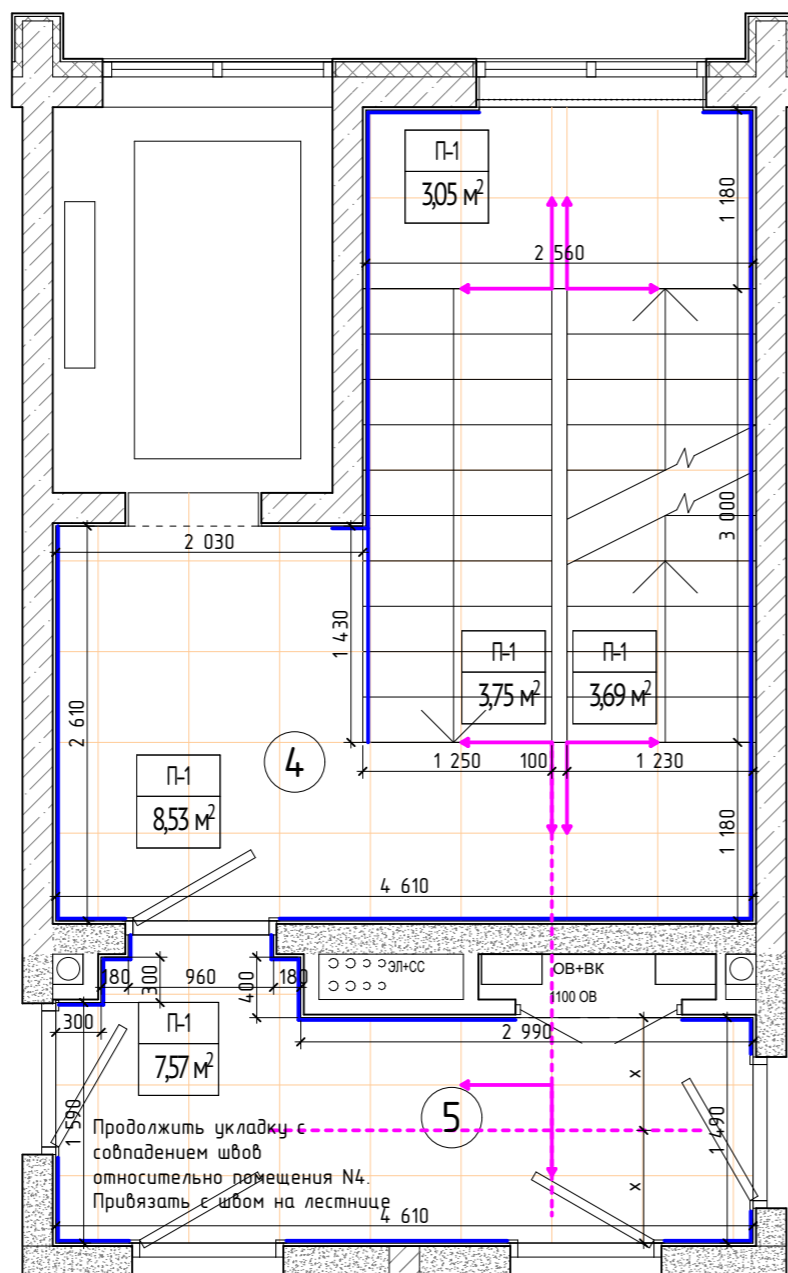 П-1
3,05 м²
1 180
2 560
3 000
2 030
1 430
2 610
П-1
3,75 м²
П-1
3,69 м²
4
1 250
100
1 230
П-1
8,53 м²
1 180
4 610
180
960
180
300
400
ЭЛ+СС
ОВ+ВК
1100 ОВ
300
П-1
7,57 м²
2 990
x
5
1 590
1 490
Продолжить укладку с
совпадением швов
относительно помещения N4.
Привязать с швом на лестнице
x
4 610